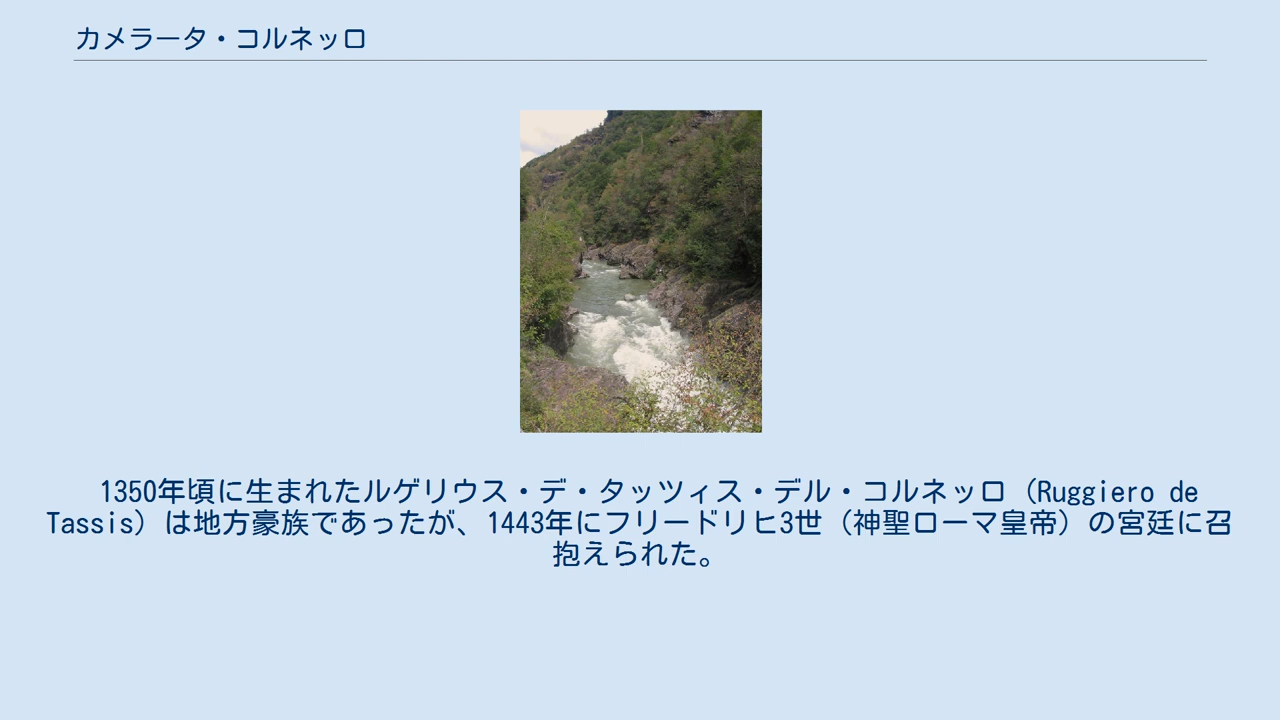 カメラータ・コルネッロ
1350年頃に生まれたルゲリウス・デ・タッツィス・デル・コルネッロ（Ruggiero de
Tassis）は地方豪族であったが、1443年にフリードリヒ3世（神聖ローマ皇帝）の宮廷に召
抱えられた。